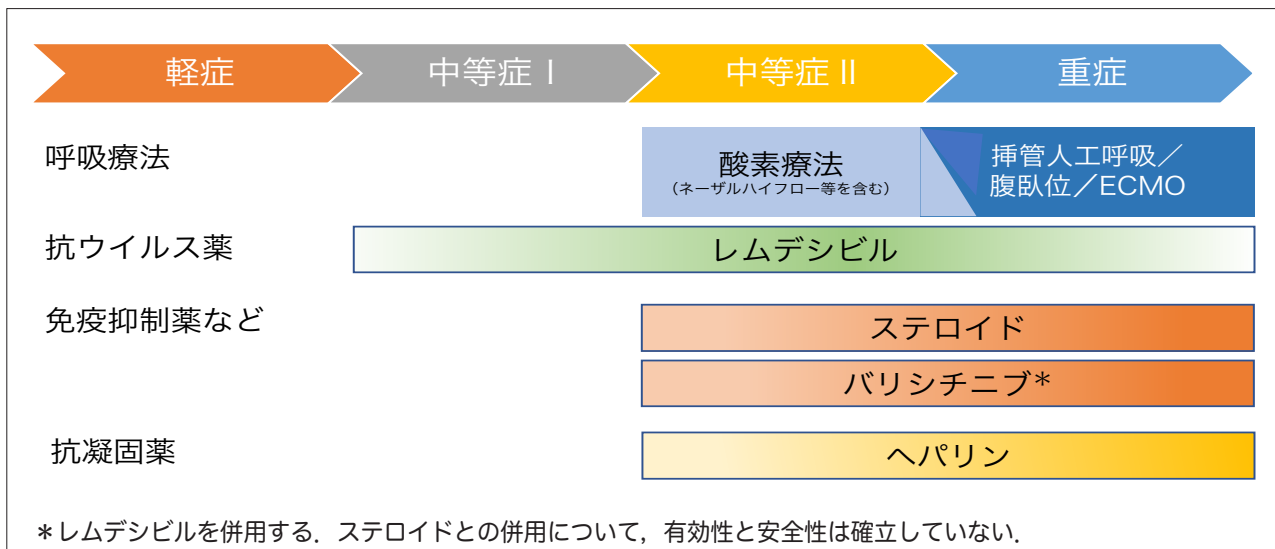 軽症
中等症Ⅰ
中等症Ⅱ
重症
呼吸療法
酸素療法
（ネーザルハイフロー等を含む）
挿管人工呼吸／
腹臥位／ECMO
抗ウイルス薬
レムデシビル
免疫抑制薬など
ステロイド
バリシチニブ*
抗凝固薬
ヘパリン
＊レムデシビルを併用する．ステロイドとの併用について，有効性と安全性は確立していない．